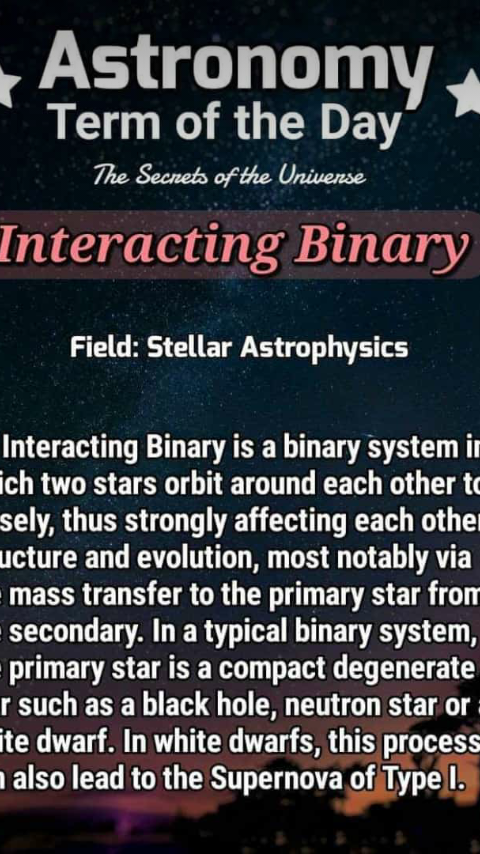 Astronomy
Term of the Day
The Secrets of the Universe
Interacting Binary
Field: Stellar Astrophysics
Interacting Binary is a binary system in
ich two stars orbit around each other to
sely, thus strongly affecting each other
ucture and evolution, most notably via
e mass transfer to the primary star from
e secondary. In a typical binary system,
e primary star is a compact degenerate
r such as a black hole, neutron star or a
ite dwarf. In white dwarfs, this process
n also lead to the Supernova of Type I.